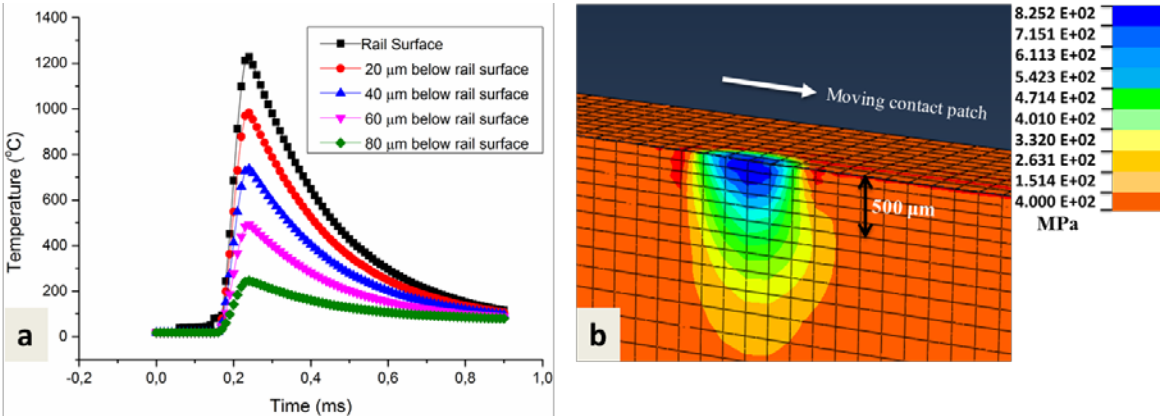 1400
1200
1000
800
600
400
200
0
Temperature (°C)
-0,2
0,0
0,2
0,4
0,6
0,8
1,0
Time (ms)
Rail Surface
20 μm below rail surface
40 μm below rail surface
60 μm below rail surface
80 μm below rail surface
a
Moving contact patch
500 μm
b
8.252 E+02
7.151 E+02
6.113 E+02
5.423 E+02
4.714 E+02
4.010 E+02
3.320 E+02
2.631 E+02
1.514 E+02
4.000 E+02
MPa